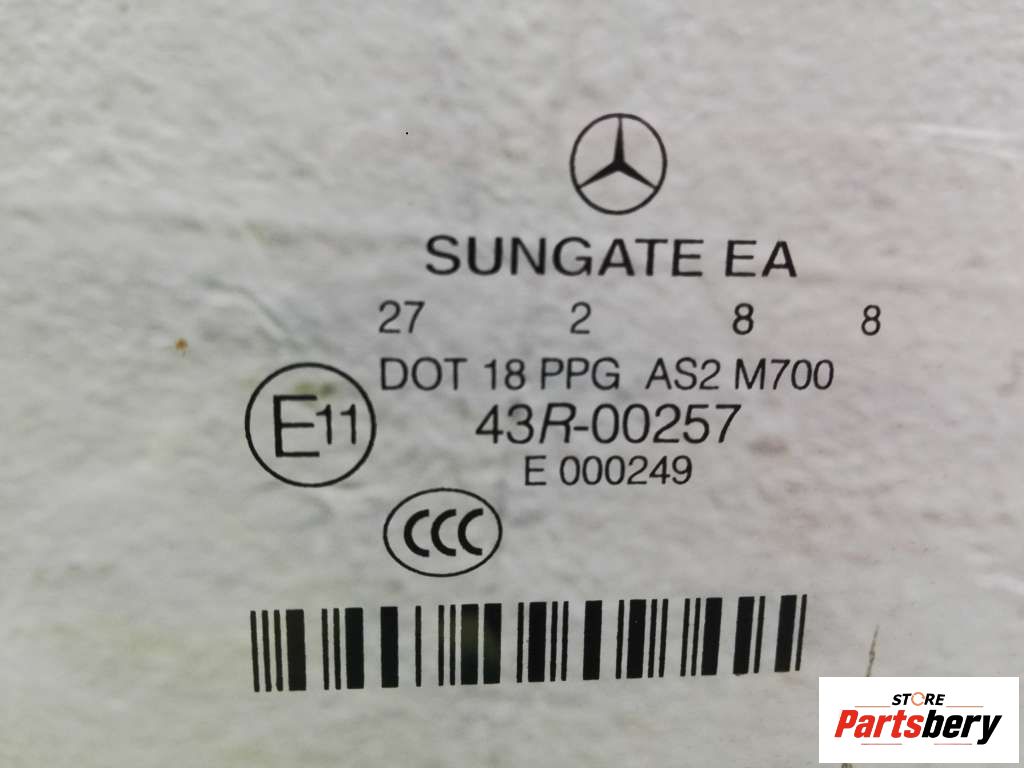 SUNGATE EA
27 2 8 8
DOT 18 PPG AS2 M700
E11
43R-00257
E 000249
CCC
STORE
Partsbery